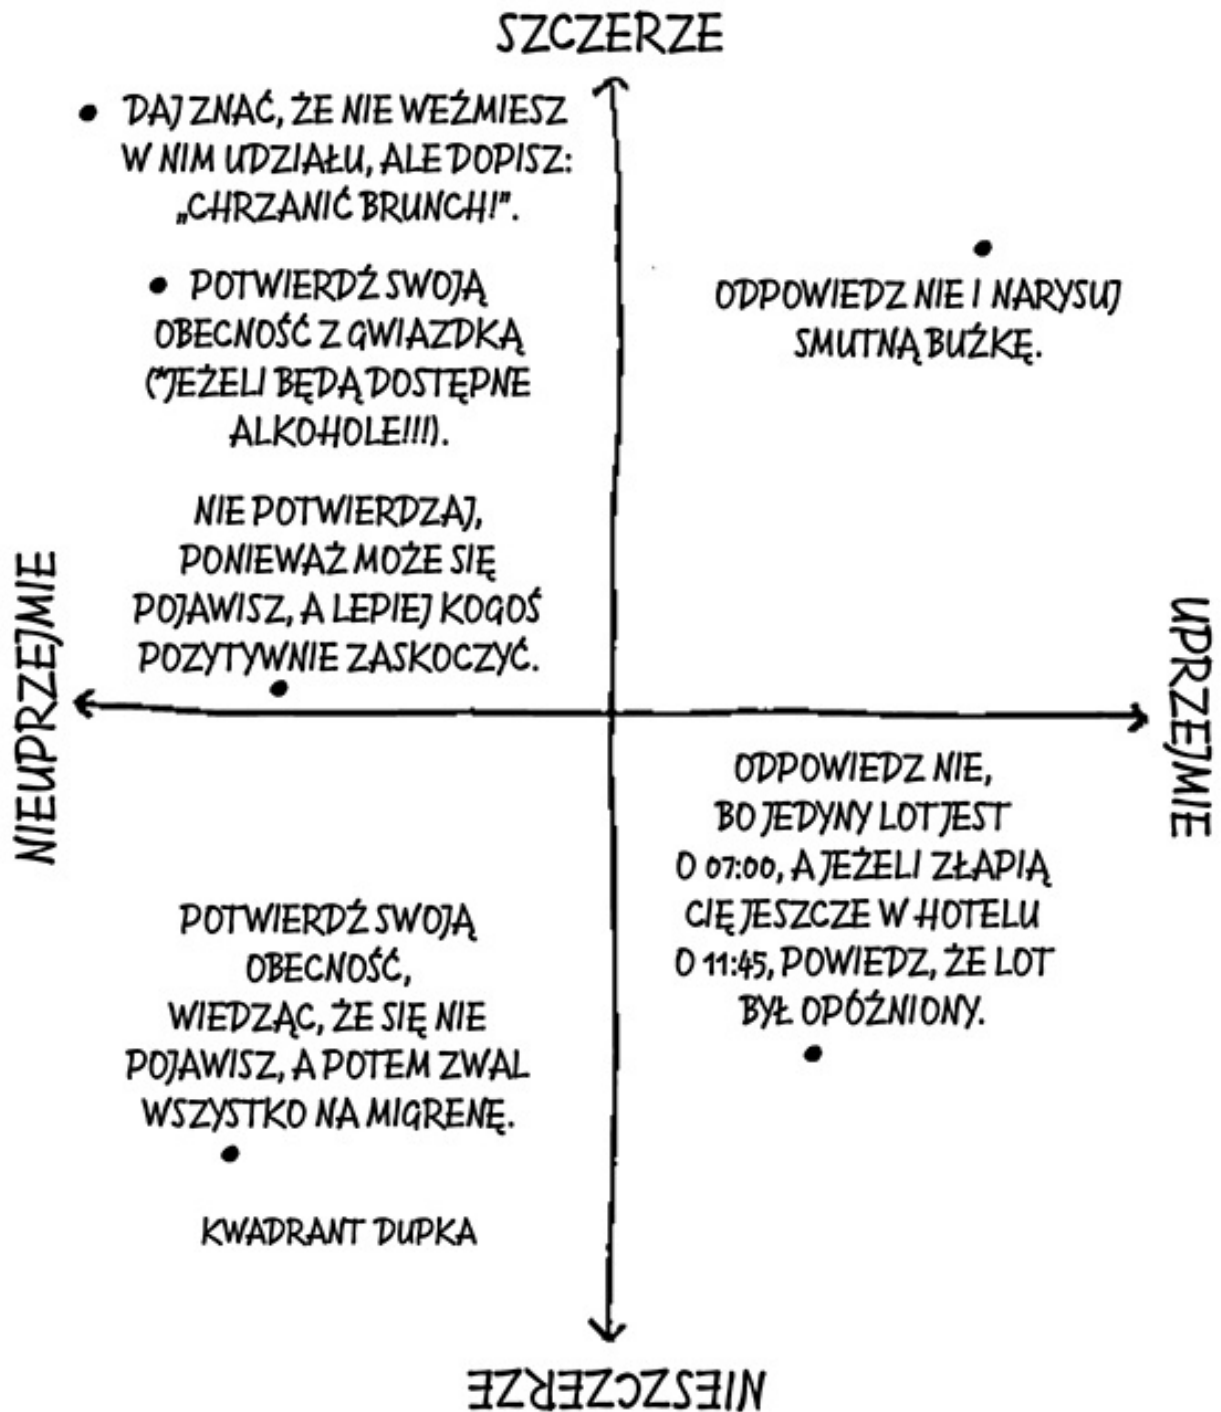 SZCZERZE
• DAJ ZNAĆ, ŻE NIE WEŹMIESZ
W NIM UDZIAŁU, ALE DOPISZ:
„CHRZANIĆ BRUNCH!”.
• POTWIERDŹ SWOJĄ
OBECNOŚĆ Z GWIAZDKĄ
(*JEŻELI BĘDĄ DOSTĘPNE
ALKOHOLE!!!).
NIE POTWIERDZAJ,
PONIEWAŻ MOŻE SIĘ
POJAWISZ, A LEPIEJ KOGOŚ
POZYTYWNIE ZASKOCZYĆ.
ODPOWIEDZ NIE I NARYSUJ
SMUTNĄ BUŹKĘ.
NIEUPRZEJMIE
UPRZEJMIE
POTWIERDŹ SWOJĄ
OBECNOŚĆ,
WIEDZĄC, ŻE SIĘ NIE
POJAWISZ, A POTEM ZWAL
WSZYSTKO NA MIGRENĘ.
KWADRANT DUPKA
ODPOWIEDZ NIE,
BO JEDYNY LOT JEST
O 07:00, A JEŻELI ZŁAPIĄ
CIĘ JESZCZE W HOTELU
O 11:45, POWIEDZ, ŻE LOT
BYŁ OPÓŹNIONY.
NIESZCZERZE